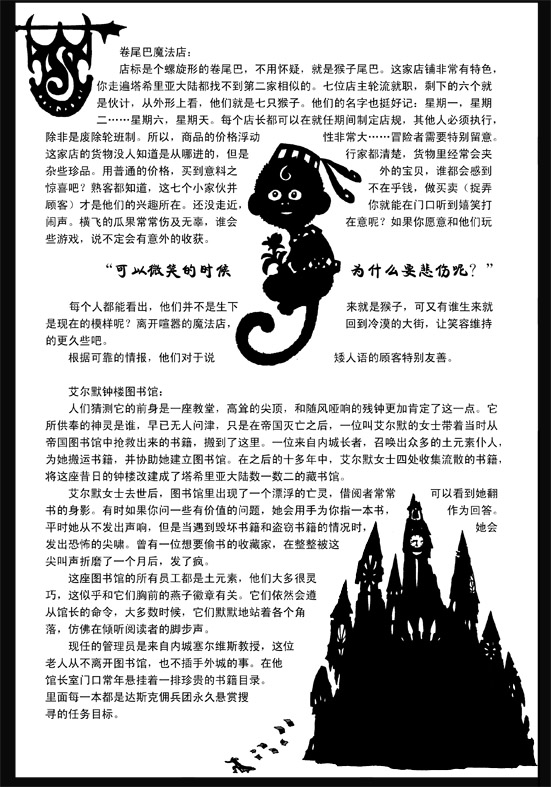 卷尾巴魔法店：
店标是个螺旋形的卷尾巴，不用怀疑，就是猴子尾巴。这家店铺非常有特色，
你走遍塔希里亚大陆都找不到第二家相似的。七位店主轮流就职，剩下的六个就
是伙计，从外形上看，他们就是七只猴子。他们的名字也挺好记：星期一，星期
二……星期六，星期天。每个店长都可以在就任期间制定店规，其他人必须执行，
除非是废除轮班制。所以，商品的价格浮动性非常大……冒险者需要特别留意。
这家店的货物没人知道是从哪进的，但是行家都清楚，货物里经常会夹
杂些珍品。用普通的价格，买到意料之外的宝贝，谁都会感到
惊喜吧？熟客都知道，这七个小家伙并不在乎钱，做买卖（捉弄
顾客）才是他们的兴趣所在。还没走近，你就能在门口听到嬉笑打
闹声。横飞的瓜果常常伤及无辜，谁会在意呢？如果你愿意和他们玩
些游戏，说不定会有意外的收获。
“可以微笑的时候为什么要悲伤呢？”
每个人都能看出，他们并不是生下来就是猴子，可又有谁生来就
是现在的模样呢？离开喧嚣的魔法店，回到冷漠的大街，让笑容维持
的更久些吧。
根据可靠的情报，他们对于说矮人语的顾客特别友善。
艾尔默钟楼图书馆：
人们猜测它的前身是一座教堂，高耸的尖顶，和随风哑响的残钟更加肯定了这一点。它
所供奉的神灵是谁，早已无人问津，只是在帝国灭亡之后，一位叫艾尔默的女士带着当时从
帝国图书馆中抢救出来的书籍，搬到了这里。一位来自内城长者，召唤出众多的土元素仆人，
为她搬运书籍，并协助她建立图书馆。在之后的十多年中，艾尔默女士四处收集流散的书籍，
将这座昔日的钟楼改建成了塔希里亚大陆数一数二的藏书馆。
艾尔默女士去世后，图书馆里出现了一个漂浮的亡灵，借阅者常常可以看到她翻
书的身影。有时如果你问一些有价值的问题，她会用手为你指一本书，作为回答。
平时她从不发出声响，但是当遇到毁坏书籍和盗窃书籍的情况时，她会
发出恐怖的尖啸。曾有一位想要偷书的收藏家，在整整被这
尖叫声折磨了一个月后，发了疯。
这座图书馆的所有员工都是土元素，他们大多很灵
巧，这似乎和它们胸前的燕子徽章有关。它们依然会遵
从馆长的命令，大多数时候，它们默默地站着各个角
落，仿佛在倾听阅读者的脚步声。
现任的管理员是来自内城塞尔维斯教授，这位
老人从不离开图书馆，也不插手外城的事。在他
馆长室门口常年悬挂着一排珍贵的书籍目录。
里面每一本都是达斯克佣兵团永久悬赏搜
寻的任务目标。